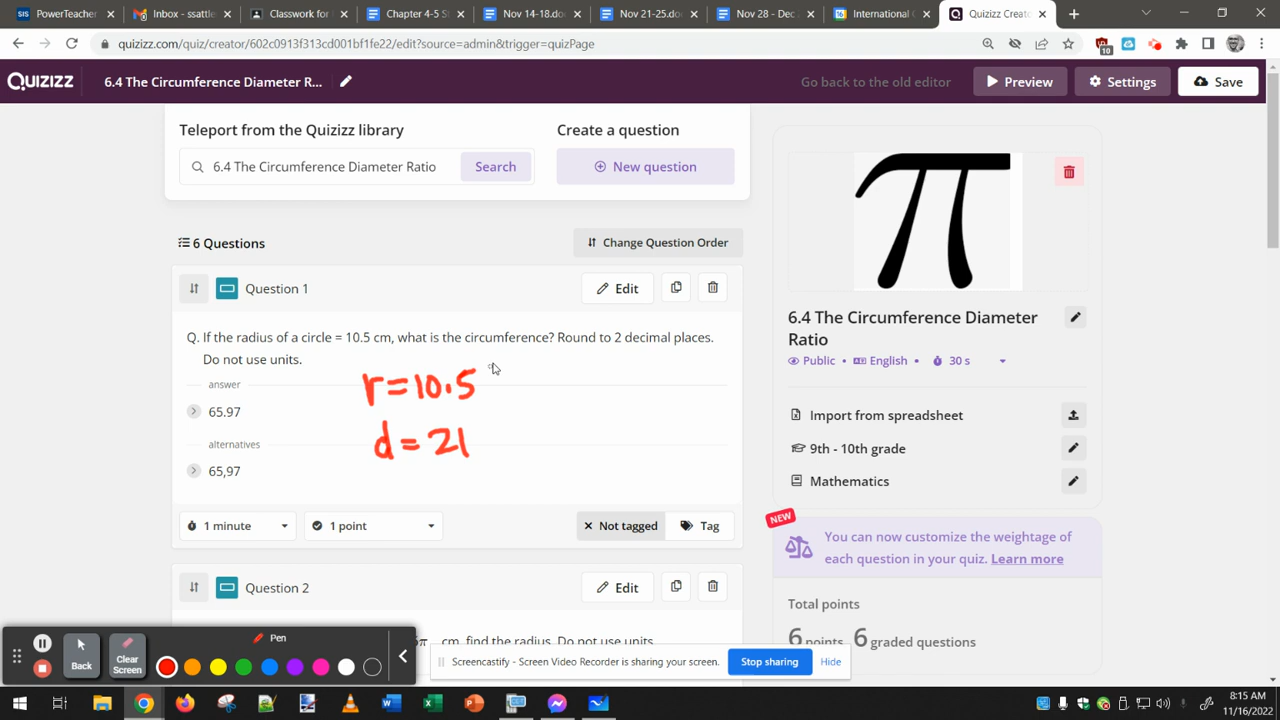 PowerTeacher
Inbox - ssattle
Chapter 4-5 S
Nov 14-18.do
Nov 21-25.do
Nov 28 - Dec
International
Quizizz Creat
quizizz.com/quiz/creator/602c0913f313cd001bf1fe22/edit?source=admin&trigger=quizPage
10
QUIZIZZ
6.4 The Circumference Diameter R...
Go back to the old editor
Preview
Settings
Save
Teleport from the Quizizz library
Create a question
6.4 The Circumference Diameter Ratio
Search
New question
6 Questions
Change Question Order
Question 1
Edit
Q. If the radius of a circle = 10.5 cm, what is the circumference? Round to 2 decimal places.
Do not use units.
answer
65.97
alternatives
65,97
r=10.5
d=21
1 minute
1 point
Not tagged
Tag
Question 2
Edit
π cm, find the radius. Do not use units.
π
6.4 The Circumference Diameter
Ratio
Public • English • 30 s
Import from spreadsheet
9th - 10th grade
Mathematics
NEW
You can now customize the weightage of
each question in your quiz. Learn more
Total points
6 points 6 graded questions
Pen
Back
Clear
Screen
Screencastify - Screen Video Recorder is sharing your screen.
Stop sharing
Hide
8:15 AM
11/16/2022